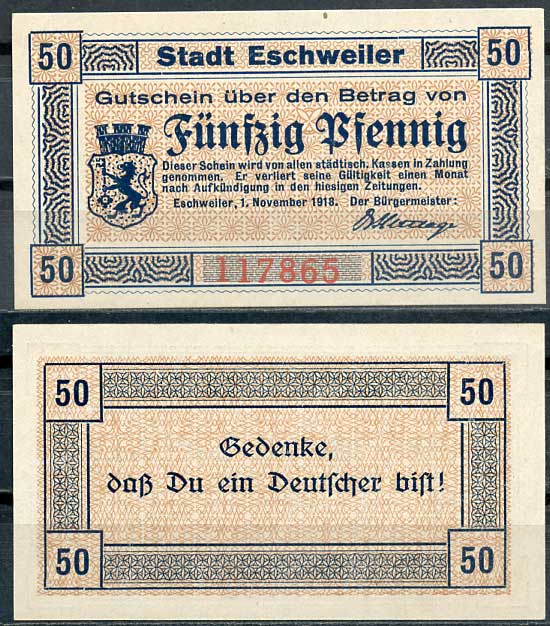 50 Stadt Eschweiler 50
Gutschein über den Betrag von
Fünfzig Pfennig
Dieser Schein wird von allen städtisch. Kassen in Zahlung
genommen. Er verliert seine Gültigkeit einen Monat
nach Aufkündigung in den hiesigen Zeitungen.
Eschweiler, 1. November 1918. Der Bürgermeister:
50 117865 50
50 50
Gedenke,
daß Du ein Deutscher bist!
50 50